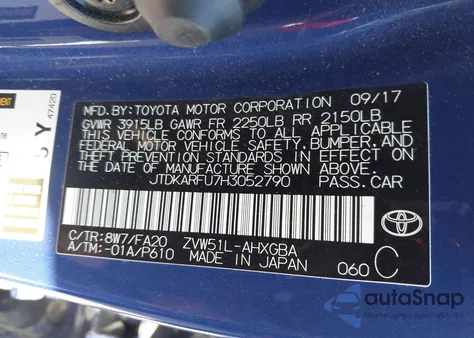 MFD. BY: TOYOTA MOTOR CORPORATION 09/17
GVWR 3915LB GAWR FR 2250LB RR 2150LB
THIS VEHICLE CONFORMS TO ALL APPLICABLE
FEDERAL MOTOR VEHICLE SAFETY, BUMPER, AND
THEFT PREVENTION STANDARDS IN EFFECT ON
THE DATE OF MANUFACTURE SHOWN ABOVE.
JTDKARFU7H3052790 PASS. CAR
C/TR: 8W7/FA20 ZVW51L-AHXGBA
A/TM: -01A/P610 MADE IN JAPAN 060 C
TOYOTA
47420
Y
autoSnap